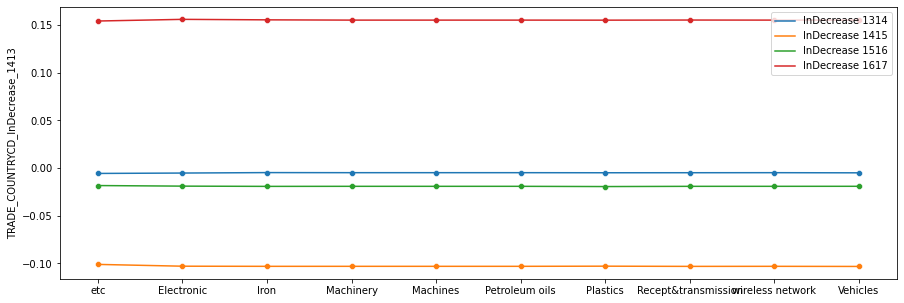 TRADE_COUNTRYCD_InDecrease_1413
0.15
0.10
0.05
0.00
−0.05
−0.10
InDecrease 1314
InDecrease 1415
InDecrease 1516
InDecrease 1617
etc Electronic Iron Machinery Machines Petroleum oils Plastics Recept&transmission wireless network Vehicles